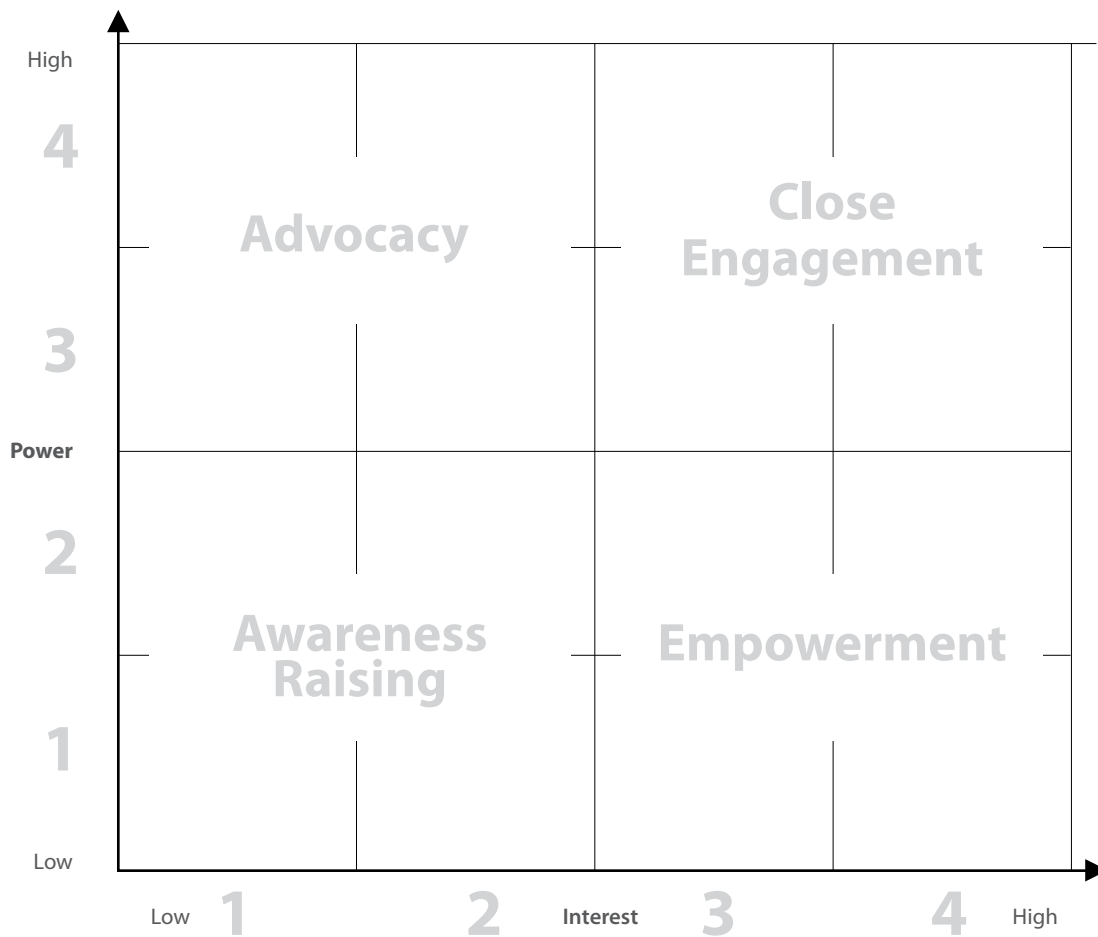 High
4
Advocacy
Close
Engagement
3
Power
2
Awareness
Raising
Empowerment
1
Low
Low 1 2 Interest 3 4 High